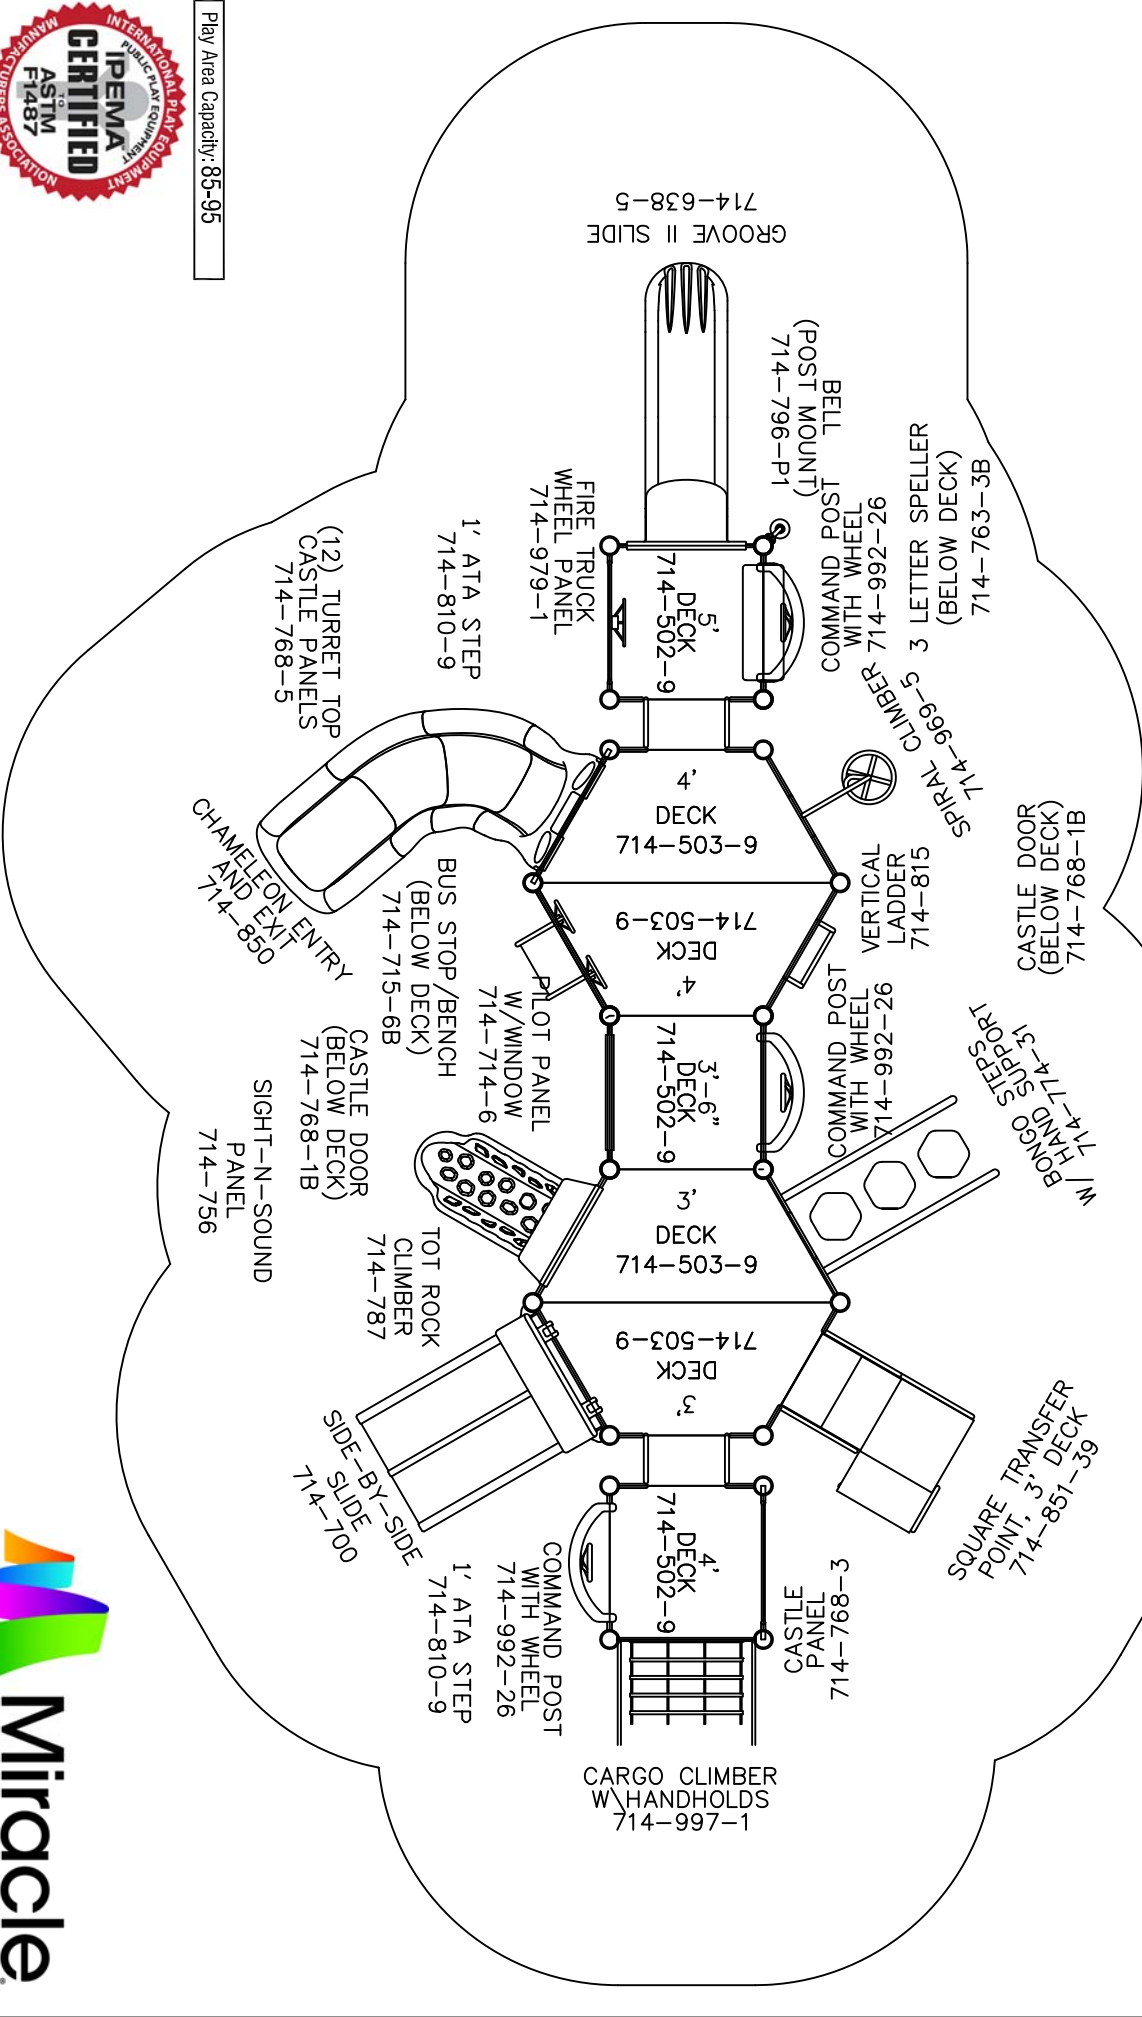 Play Area Capacity: 85-95
INTERNATIONAL PLAY EQUIPMENT
MANUFACTURERS ASSOCIATION
PUBLIC PLAY EQUIPMENT
IPEMA
CERTIFIED
TO
ASTM
F1487
EQUIPMENT
GROOVE II SLIDE
714-638-5
BELL
(POST MOUNT)
714-796-P1
3 LETTER SPELLER
(BELOW DECK)
714-763-3B
COMMAND POST
WITH WHEEL
714-992-26
FIRE TRUCK
WHEEL PANEL
714-979-1
1' ATA STEP
714-810-9
(12) TURRET TOP
CASTLE PANELS
714-768-5
5'
DECK
714-502-9
SPIRAL CLIMBER
714-969-5
4'
DECK
714-503-9
CHAMELEON ENTRY
AND EXIT
714-850
VERTICAL
LADDER
714-815
CASTLE DOOR
(BELOW DECK)
714-768-1B
4'
DECK
714-503-9
BUS STOP/BENCH
(BELOW DECK)
714-715-6B
PILOT PANEL
W/WINDOW
714-714-6
COMMAND POST
WITH WHEEL
714-992-26
3'-6"
DECK
714-502-9
BONGO STEPS
W/ HAND SUPPORT
714-774-31
CASTLE DOOR
(BELOW DECK)
714-768-1B
SIGHT-N-SOUND
PANEL
714-756
3'
DECK
714-503-9
TOT ROCK
CLIMBER
714-787
3'
DECK
714-503-9
SIDE-BY-SIDE
SLIDE
714-700
SQUARE TRANSFER
POINT, 3' DECK
714-851-39
4'
DECK
714-502-9
CASTLE
PANEL
714-768-3
COMMAND POST
WITH WHEEL
714-992-26
1' ATA STEP
714-810-9
CARGO CLIMBER
W\HANDHOLDS
714-997-1
Miracle